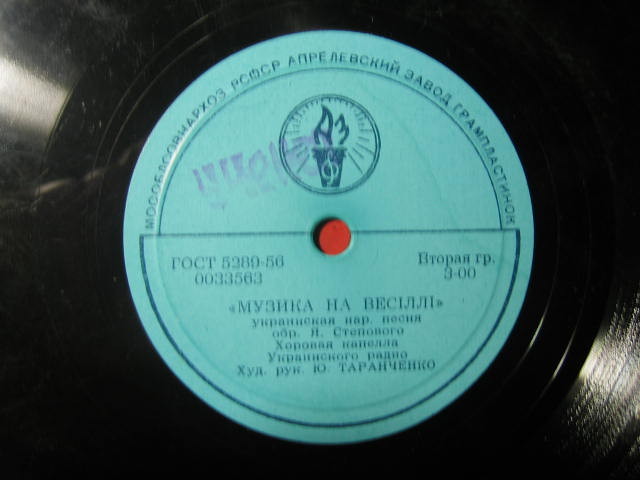 МОСОБЛСОВНАРХОЗ РСФСР АПРЕЛЕВСКИЙ ЗАВОД ГРАМПЛАСТИНОК
АЗ
ГОСТ 5289-56
0033563
Вторая гр.
3-00
«МУЗИКА НА ВЕСІЛЛІ»
украинская нар. песня
обр. Я. Степового
Хоровая капелла
Украинского радио
Худ. рук. Ю. ТАРАНЧЕНКО